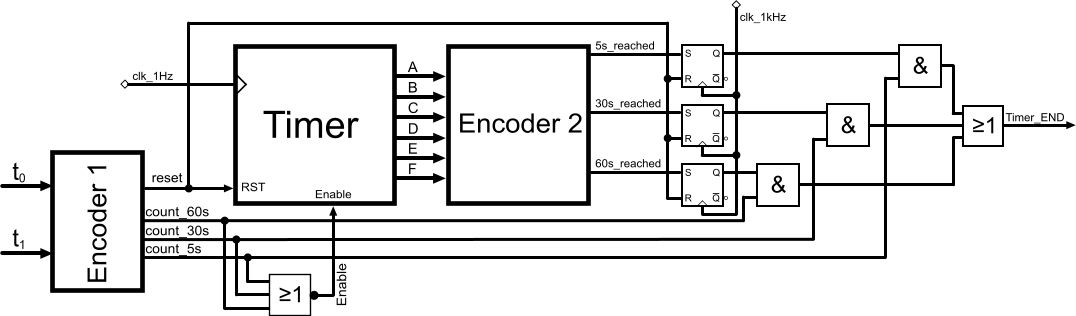 clk_1kHz
5s_reached
S Q
R Q̅
&
clk_1Hz
Timer
A
B
C
D
E
F
Encoder 2
30s_reached
S Q
R Q̅
&
≥1
Timer_END
60s_reached
S Q
R Q̅
&
t0
t1
Encoder 1
reset
RST
Enable
count_60s
count_30s
count_5s
≥1
Enable